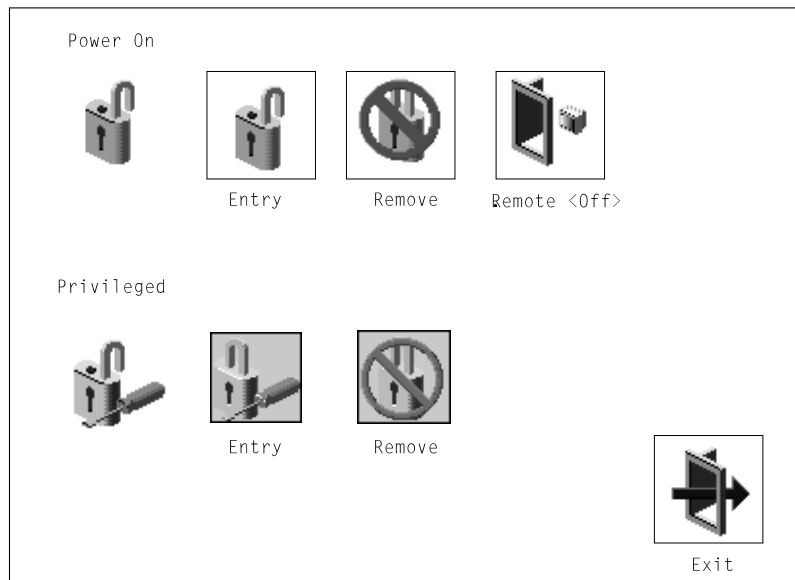 Power On
Entry Remove Remote <Off>
Privileged
Entry Remove
Exit